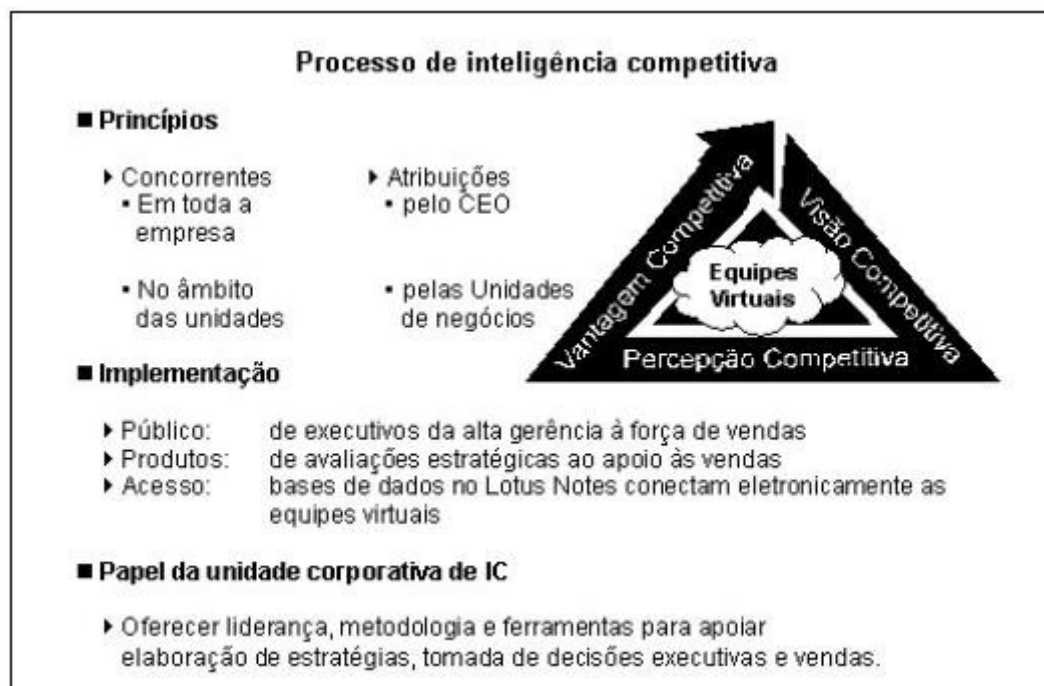 Processo de inteligência competitiva
■ Princípios
▶ Concorrentes
▪ Em toda a
empresa
▪ No âmbito
das unidades
▶ Atribuições
▪ pelo CEO
▪ pelas Unidades
de negócios
Vantagem Competitiva
Visão Competitiva
Equipes
Virtuais
Percepção Competitiva
■ Implementação
▶ Público: de executivos da alta gerência à força de vendas
▶ Produtos: de avaliações estratégicas ao apoio às vendas
▶ Acesso: bases de dados no Lotus Notes conectam eletronicamente as
equipes virtuais
■ Papel da unidade corporativa de IC
▶ Oferecer liderança, metodologia e ferramentas para apoiar
elaboração de estratégias, tomada de decisões executivas e vendas.